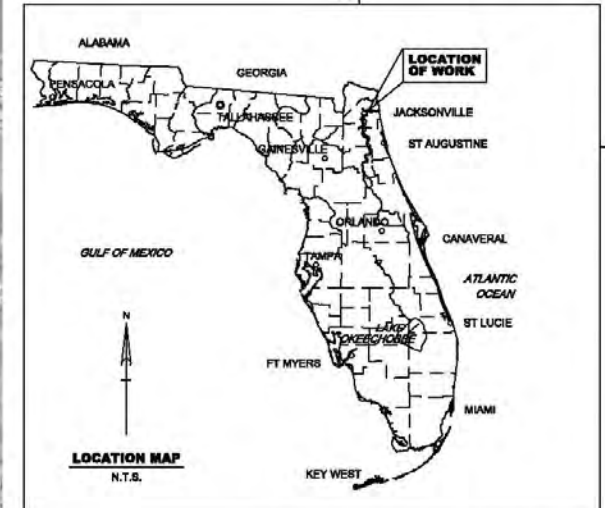 ALABAMA
GEORGIA
LOCATION
OF WORK
PENSACOLA
TALLAHASSEE
JACKSONVILLE
GAINESVILLE
ST AUGUSTINE
ORLANDO
CANAVERAL
GULF OF MEXICO
TAMPA
ATLANTIC
OCEAN
N
ST LUCIE
LAKE
OKEECHOBEE
FT MYERS
MIAMI
LOCATION MAP
N.T.S.
KEY WEST